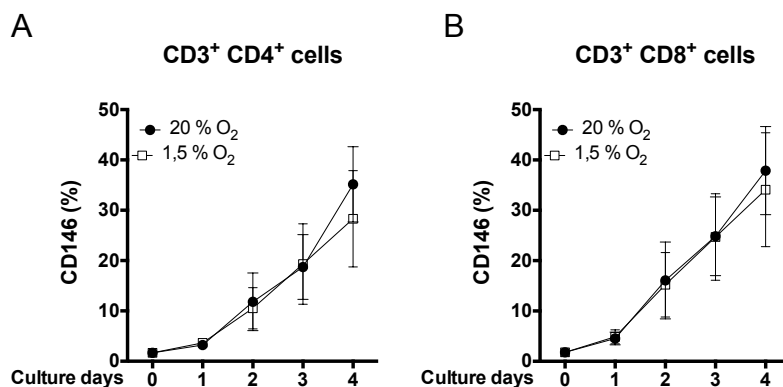 A
CD3⁺ CD4⁺ cells
50
40
30
20
10
0
CD146 (%)
20 % O₂
1,5 % O₂
Culture days 0 1 2 3 4
B
CD3⁺ CD8⁺ cells
50
40
30
20
10
0
CD146 (%)
20 % O₂
1,5 % O₂
Culture days 0 1 2 3 4